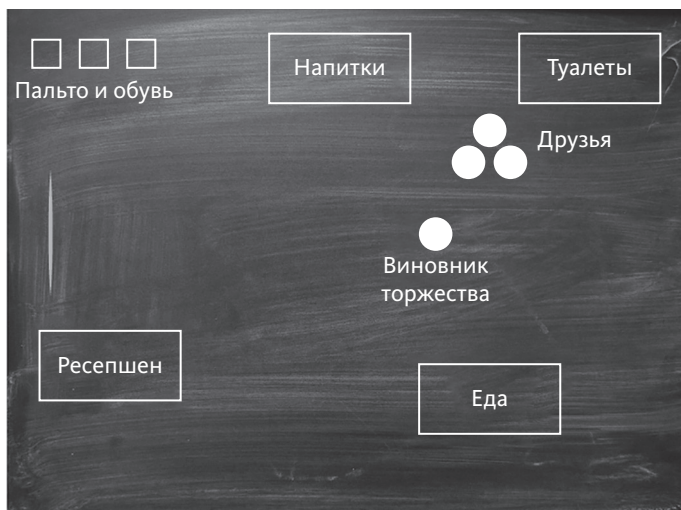 Напитки
Туалеты
Пальто и обувь
Друзья
Виновник
торжества
Ресепшен
Еда